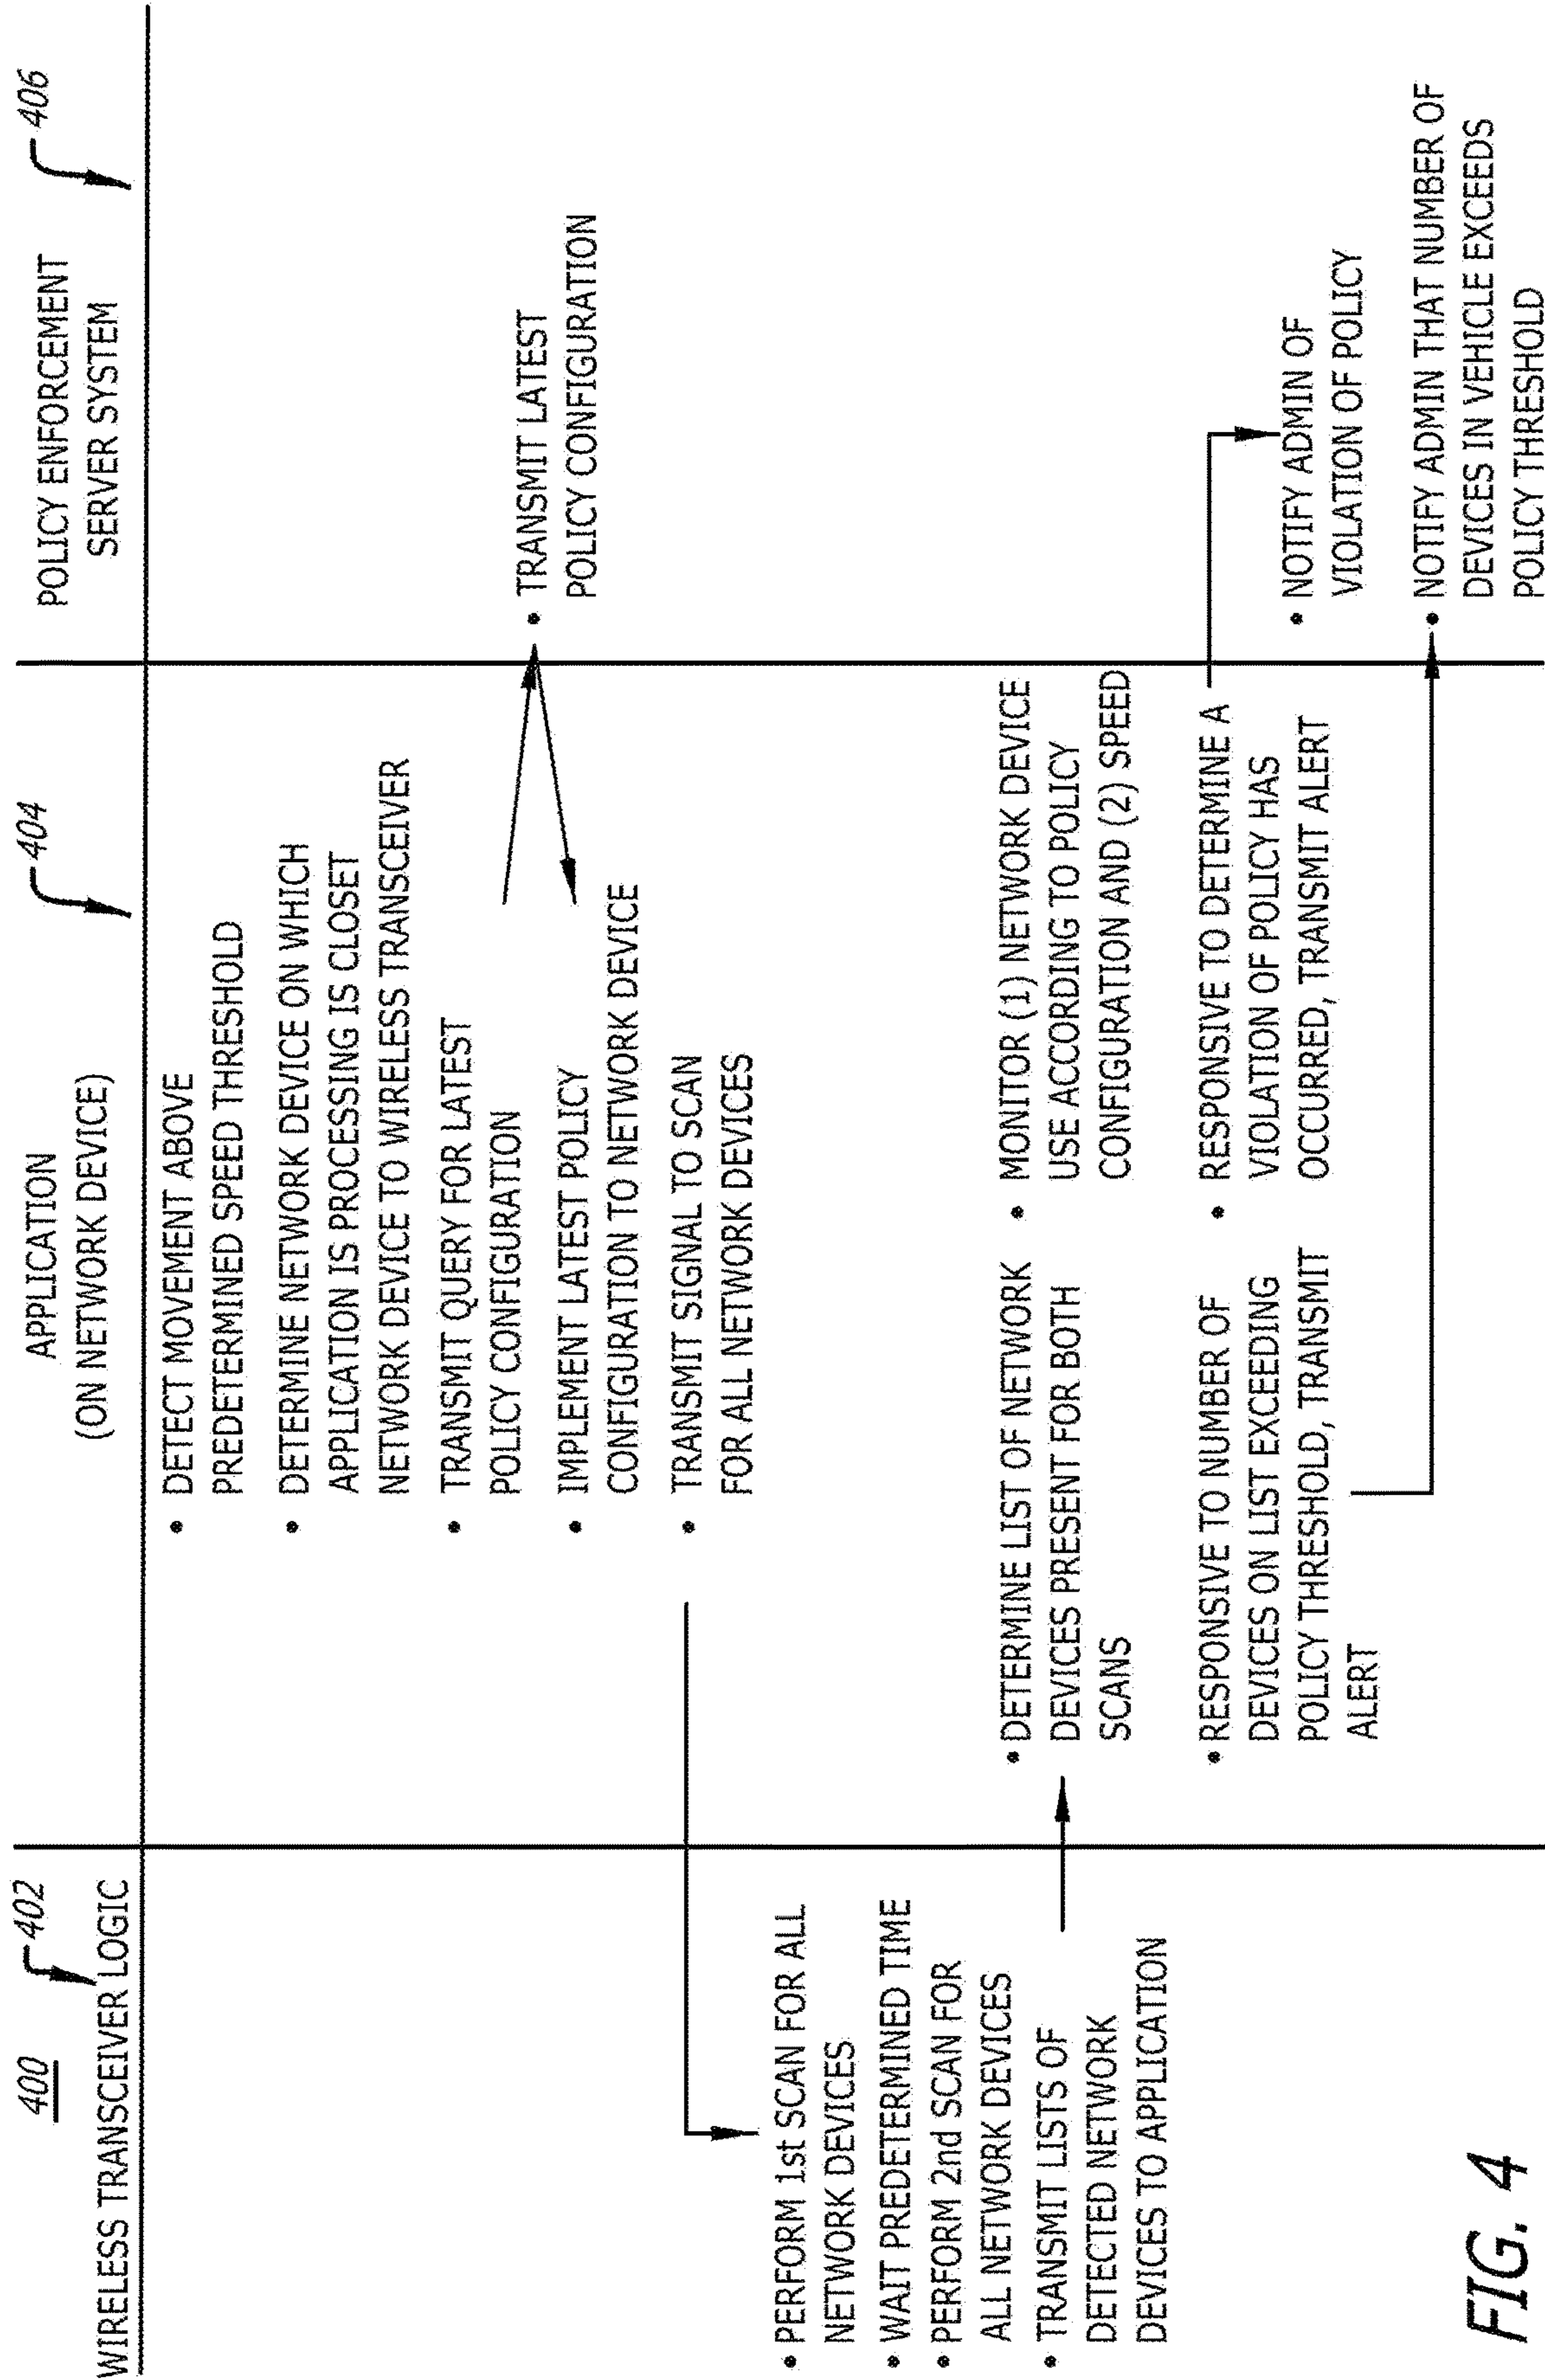 400
402
WIRELESS TRANSCEIVER LOGIC
APPLICATION
(ON NETWORK DEVICE)
404
POLICY ENFORCEMENT
SERVER SYSTEM
406
• DETECT MOVEMENT ABOVE
PREDETERMINED SPEED THRESHOLD
• DETERMINE NETWORK DEVICE ON WHICH
APPLICATION IS PROCESSING IS CLOSET
NETWORK DEVICE TO WIRELESS TRANSCEIVER
• TRANSMIT QUERY FOR LATEST
POLICY CONFIGURATION
• TRANSMIT LATEST
POLICY CONFIGURATION
• IMPLEMENT LATEST POLICY
CONFIGURATION TO NETWORK DEVICE
• TRANSMIT SIGNAL TO SCAN
FOR ALL NETWORK DEVICES
• PERFORM 1st SCAN FOR ALL
NETWORK DEVICES
• WAIT PREDETERMINED TIME
• PERFORM 2nd SCAN FOR
ALL NETWORK DEVICES
• TRANSMIT LISTS OF
DETECTED NETWORK
DEVICES TO APPLICATION
• DETERMINE LIST OF NETWORK
DEVICES PRESENT FOR BOTH
SCANS
• RESPONSIVE TO NUMBER OF
DEVICES ON LIST EXCEEDING
POLICY THRESHOLD, TRANSMIT
ALERT
• MONITOR (1) NETWORK DEVICE
USE ACCORDING TO POLICY
CONFIGURATION AND (2) SPEED
• RESPONSIVE TO DETERMINE A
VIOLATION OF POLICY HAS
OCCURRED, TRANSMIT ALERT
• NOTIFY ADMIN OF
VIOLATION OF POLICY
• NOTIFY ADMIN THAT NUMBER OF
DEVICES IN VEHICLE EXCEEDS
POLICY THRESHOLD
FIG. 4